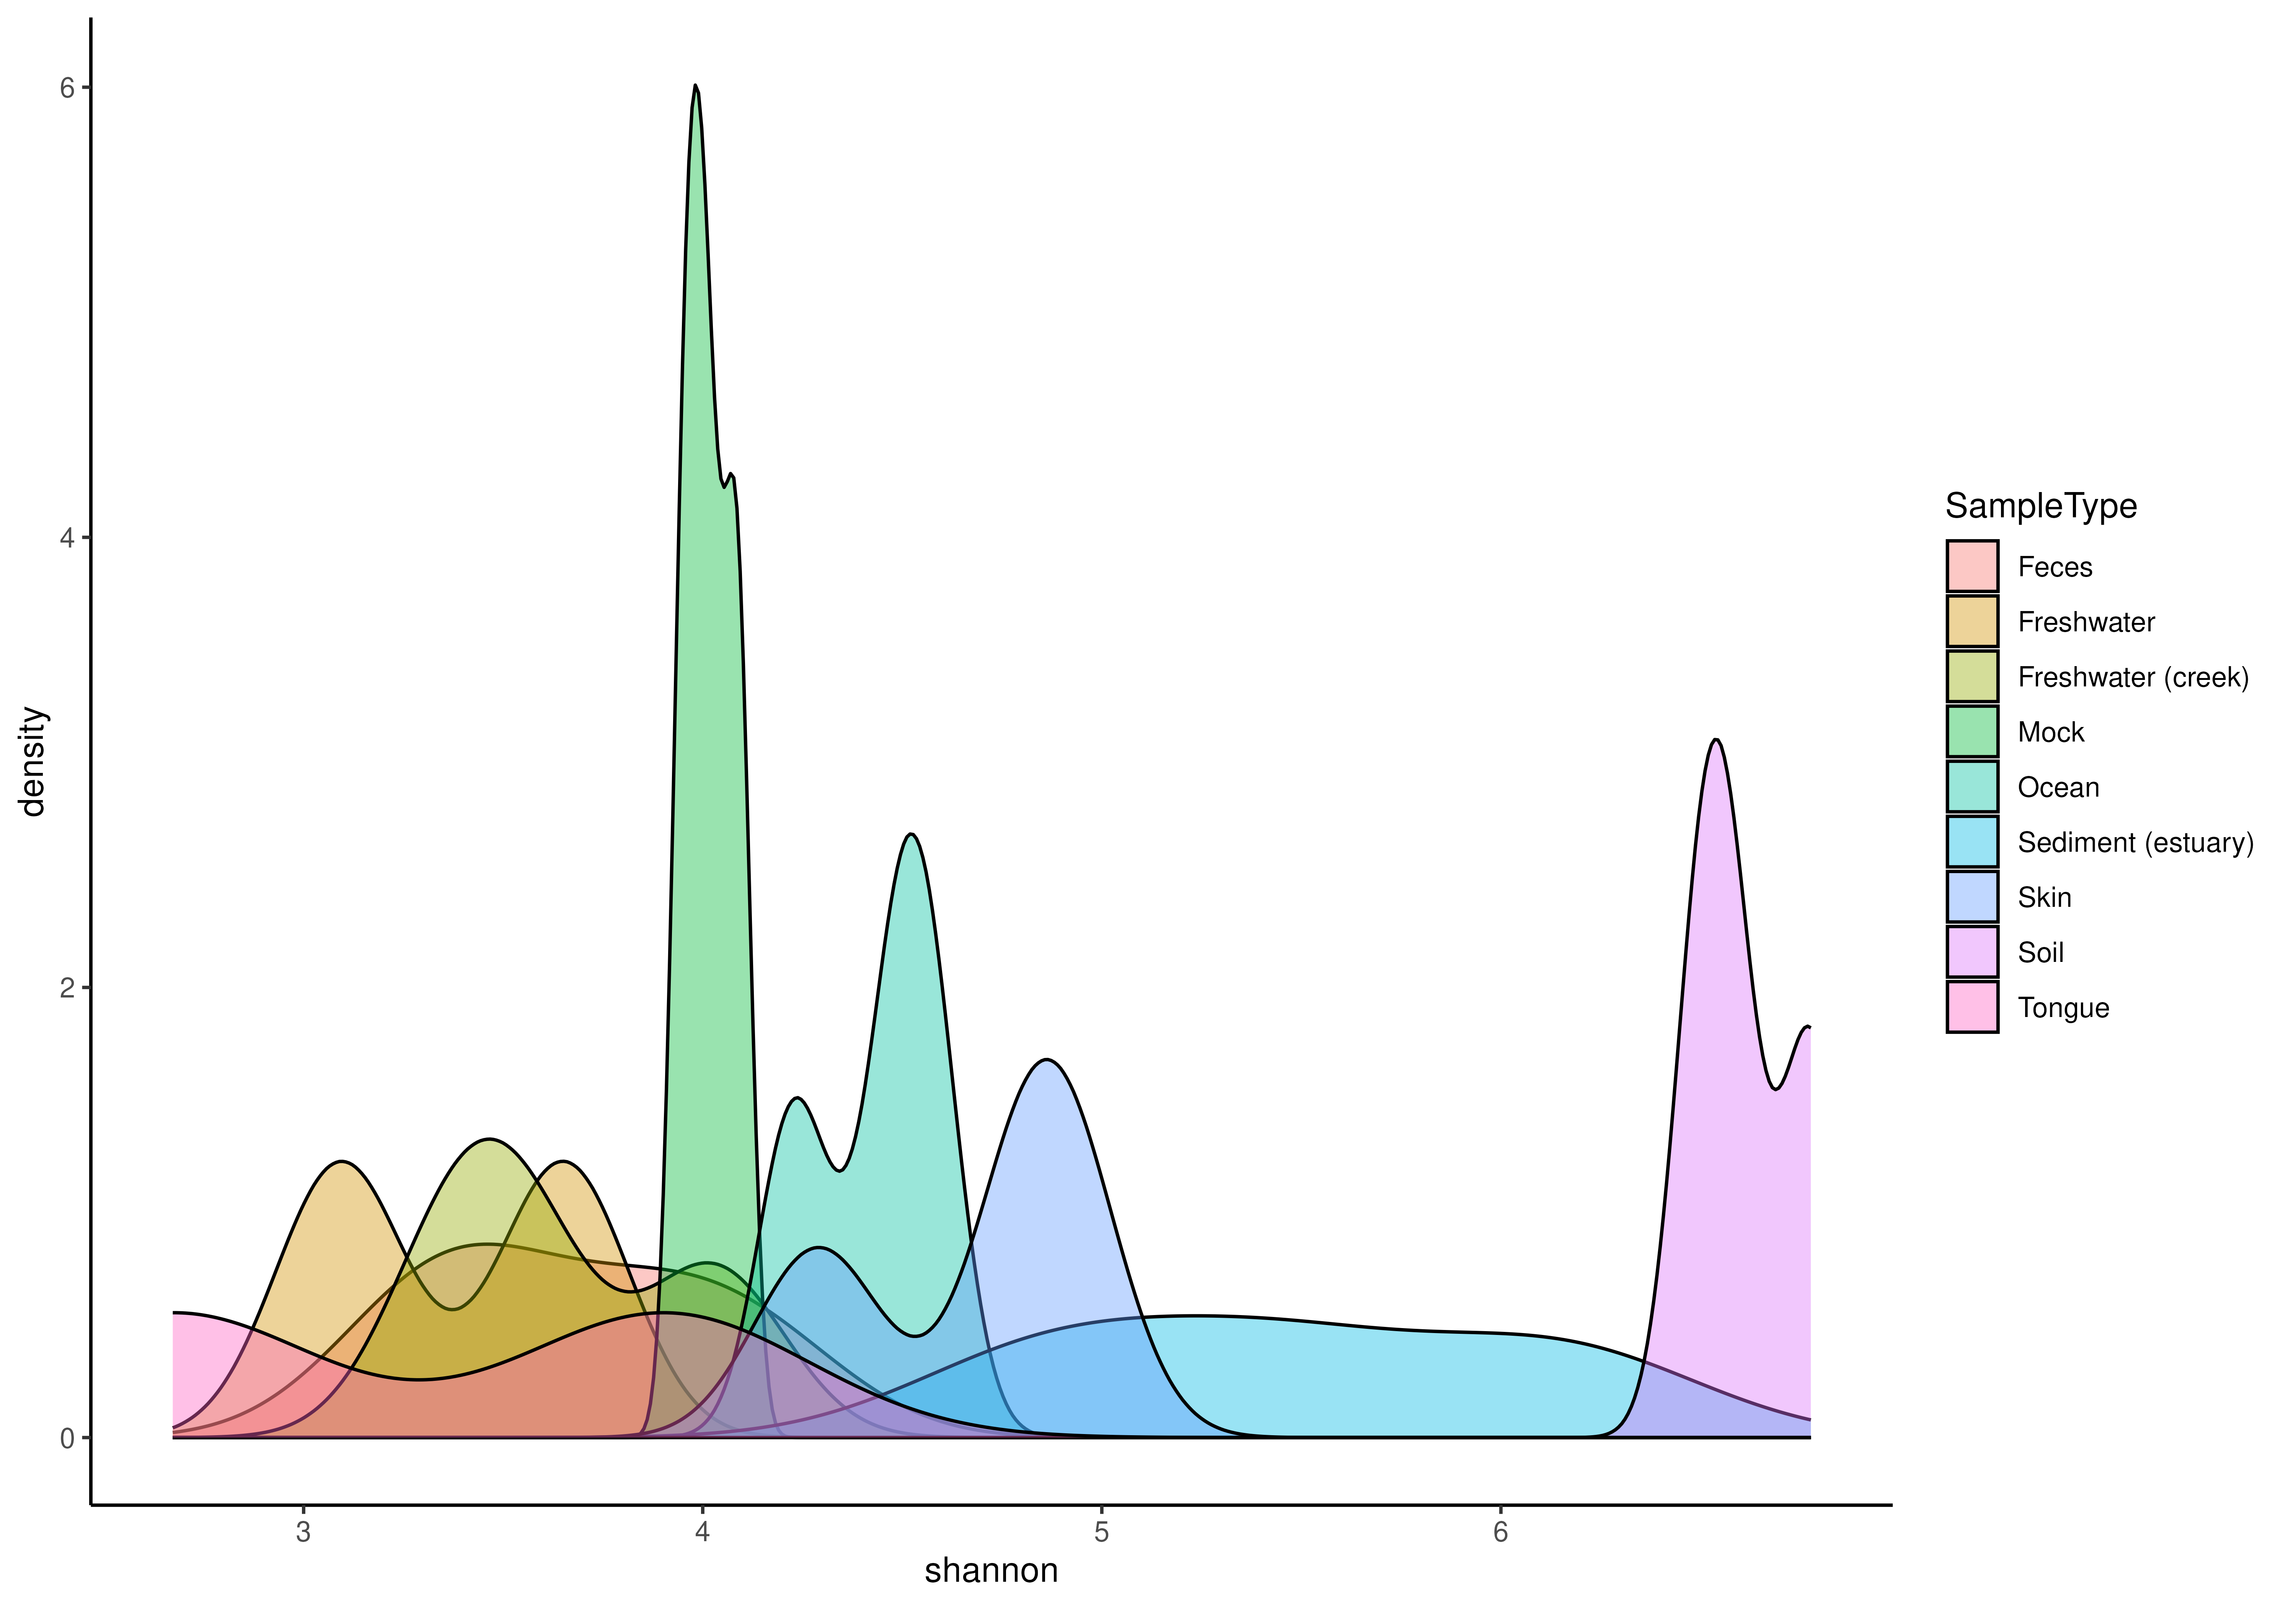 6
4
2
0
density
3 4 5 6
shannon
SampleType
Feces
Freshwater
Freshwater (creek)
Mock
Ocean
Sediment (estuary)
Skin
Soil
Tongue